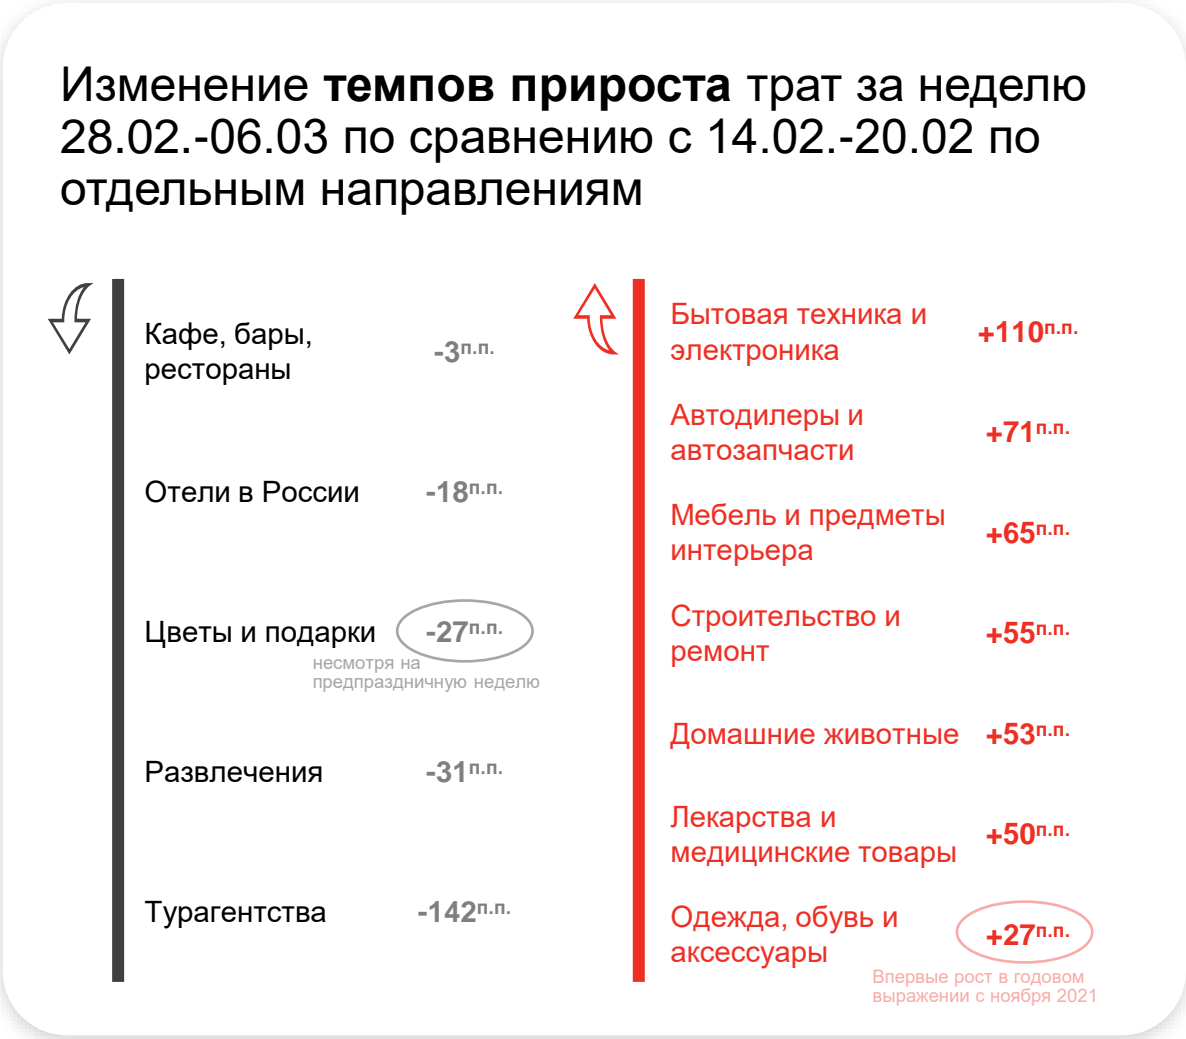 Изменение темпов прироста трат за неделю
28.02.-06.03 по сравнению с 14.02.-20.02 по
отдельным направлениям
Кафе, бары,
рестораны
-3п.п.
Отели в России
-18п.п.
Цветы и подарки
-27п.п.
несмотря на
предпраздничную неделю
Развлечения
-31п.п.
Турагентства
-142п.п.
Бытовая техника и
электроника
+110п.п.
Автодилеры и
автозапчасти
+71п.п.
Мебель и предметы
интерьера
+65п.п.
Строительство и
ремонт
+55п.п.
Домашние животные
+53п.п.
Лекарства и
медицинские товары
+50п.п.
Одежда, обувь и
аксессуары
+27п.п.
Впервые рост в годовом
выражении с ноября 2021